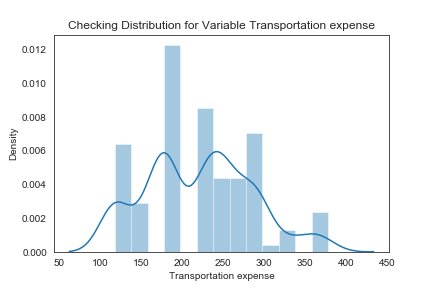 Checking Distribution for Variable Transportation expense
0.012
0.010
0.008
0.006
0.004
0.002
0.000
Density
50 100 150 200 250 300 350 400 450
Transportation expense